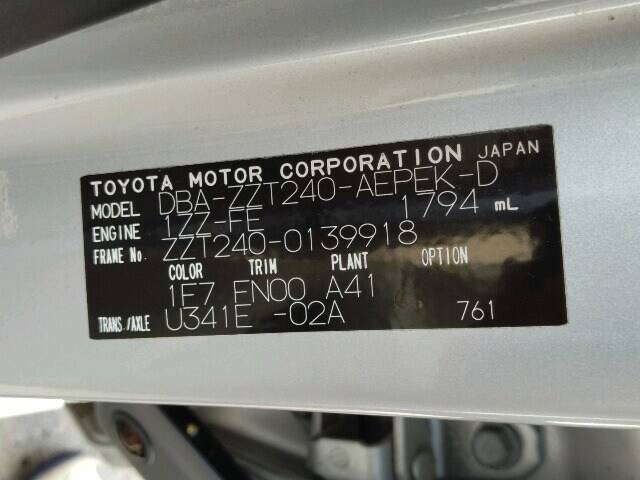 TOYOTA MOTOR CORPORATION JAPAN
MODEL DBA-ZZT240-AEPEK-D
ENGINE 1ZZ-FE 1794 mL
FRAME No. ZZT240-0139918
COLOR TRIM PLANT OPTION
1E7 EN00 A41
TRANS./AXLE U341E -02A 761